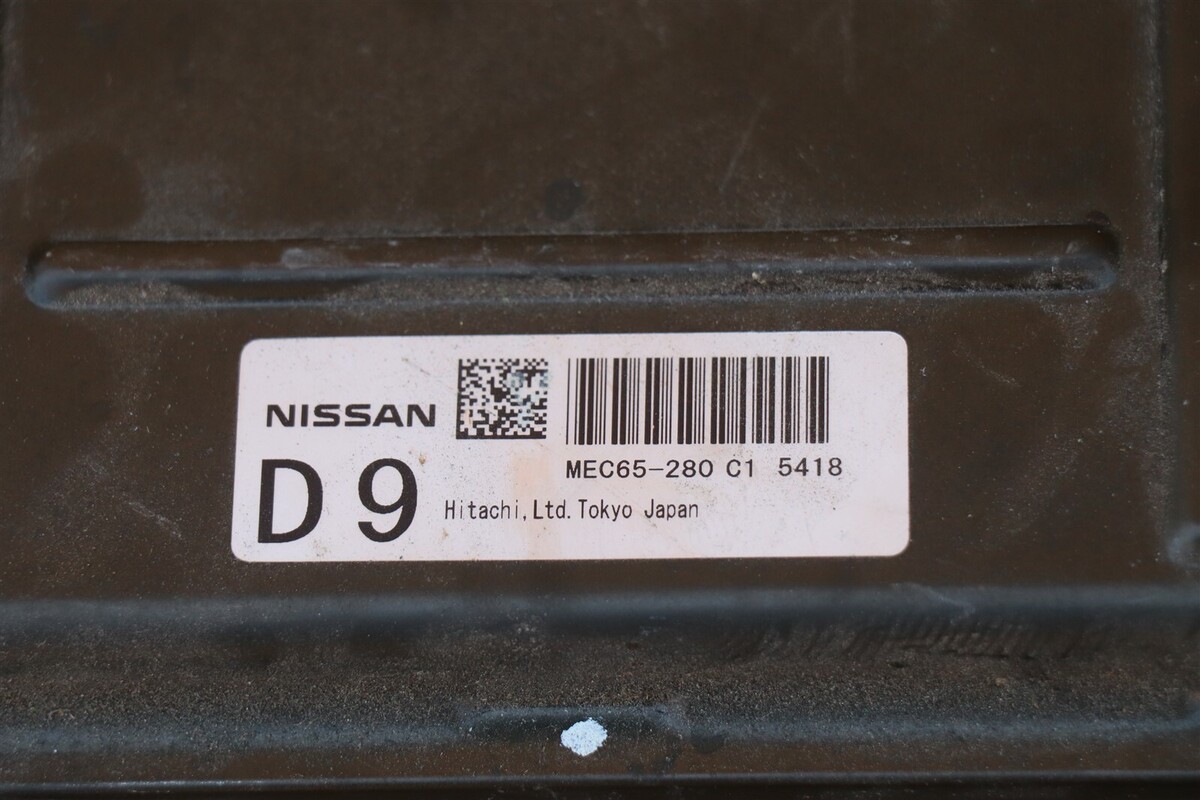 NISSAN
MEC65-280 C1 5418
D9
Hitachi,Ltd.Tokyo Japan